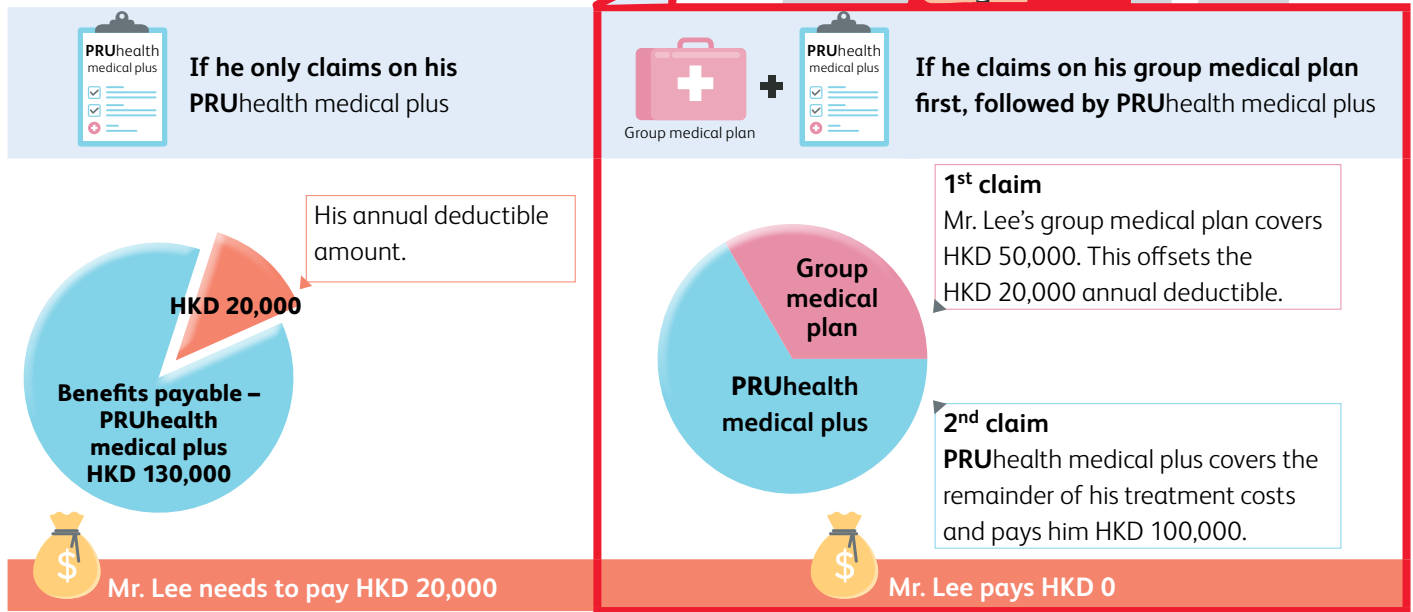 PRUhealth
medical plus
If he only claims on his
PRUhealth medical plus
His annual deductible
amount.
HKD 20,000
Benefits payable –
PRUhealth
medical plus
HKD 130,000
$
Mr. Lee needs to pay HKD 20,000
Group medical plan
PRUhealth
medical plus
If he claims on his group medical plan
first, followed by PRUhealth medical plus
1st claim
Mr. Lee's group medical plan covers
HKD 50,000. This offsets the
HKD 20,000 annual deductible.
Group
medical
plan
PRUhealth
medical plus
2nd claim
PRUhealth medical plus covers the
remainder of his treatment costs
and pays him HKD 100,000.
$
Mr. Lee pays HKD 0